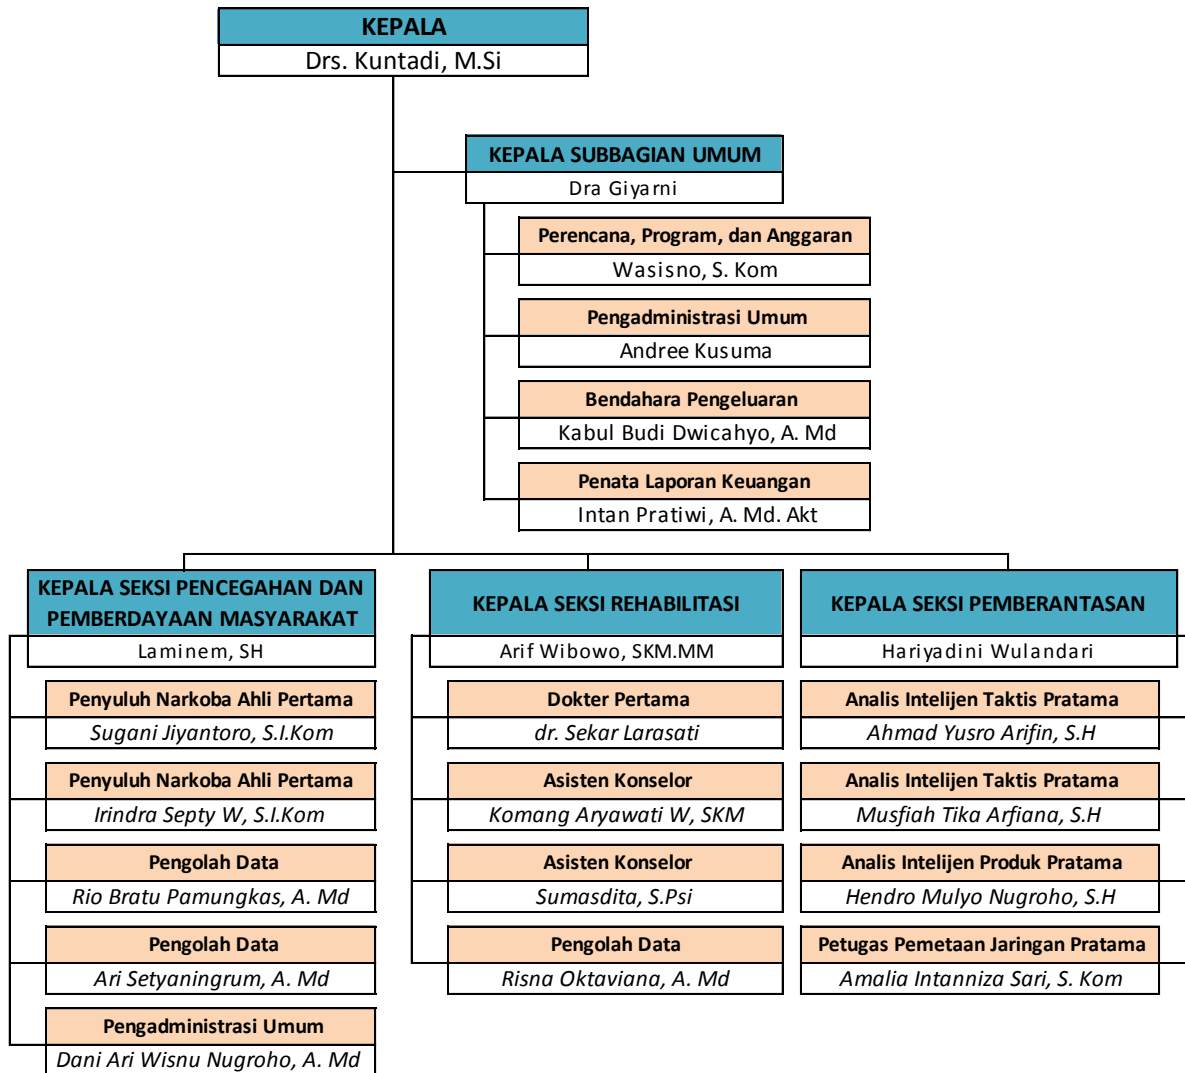 KEPALA
Drs. Kuntadi, M.Si
KEPALA SUBBAGIAN UMUM
Dra Giyarni
Perencana, Program, dan Anggaran
Wasisno, S. Kom
Pengadministrasi Umum
Andree Kusuma
Bendahara Pengeluaran
Kabul Budi Dwicahyo, A. Md
Penata Laporan Keuangan
Intan Pratiwi, A. Md. Akt
KEPALA SEKSI PENCEGAHAN DAN
PEMBERDAYAAN MASYARAKAT
Laminem, SH
Penyuluh Narkoba Ahli Pertama
Sugani Jiyantoro, S.I.Kom
Penyuluh Narkoba Ahli Pertama
Irindra Septy W, S.I.Kom
Pengolah Data
Rio Bratu Pamungkas, A. Md
Pengolah Data
Ari Setyaningrum, A. Md
Pengadministrasi Umum
Dani Ari Wisnu Nugroho, A. Md
KEPALA SEKSI REHABILITASI
Arif Wibowo, SKM.MM
Dokter Pertama
dr. Sekar Larasati
Asisten Konselor
Komang Aryawati W, SKM
Asisten Konselor
Sumasdita, S.Psi
Pengolah Data
Risna Oktaviana, A. Md
KEPALA SEKSI PEMBERANTASAN
Hariyadini Wulandari
Analis Intelijen Taktis Pratama
Ahmad Yusro Arifin, S.H
Analis Intelijen Taktis Pratama
Musfiah Tika Arfiana, S.H
Analis Intelijen Produk Pratama
Hendro Mulyo Nugroho, S.H
Petugas Pemetaan Jaringan Pratama
Amalia Intanniza Sari, S. Kom